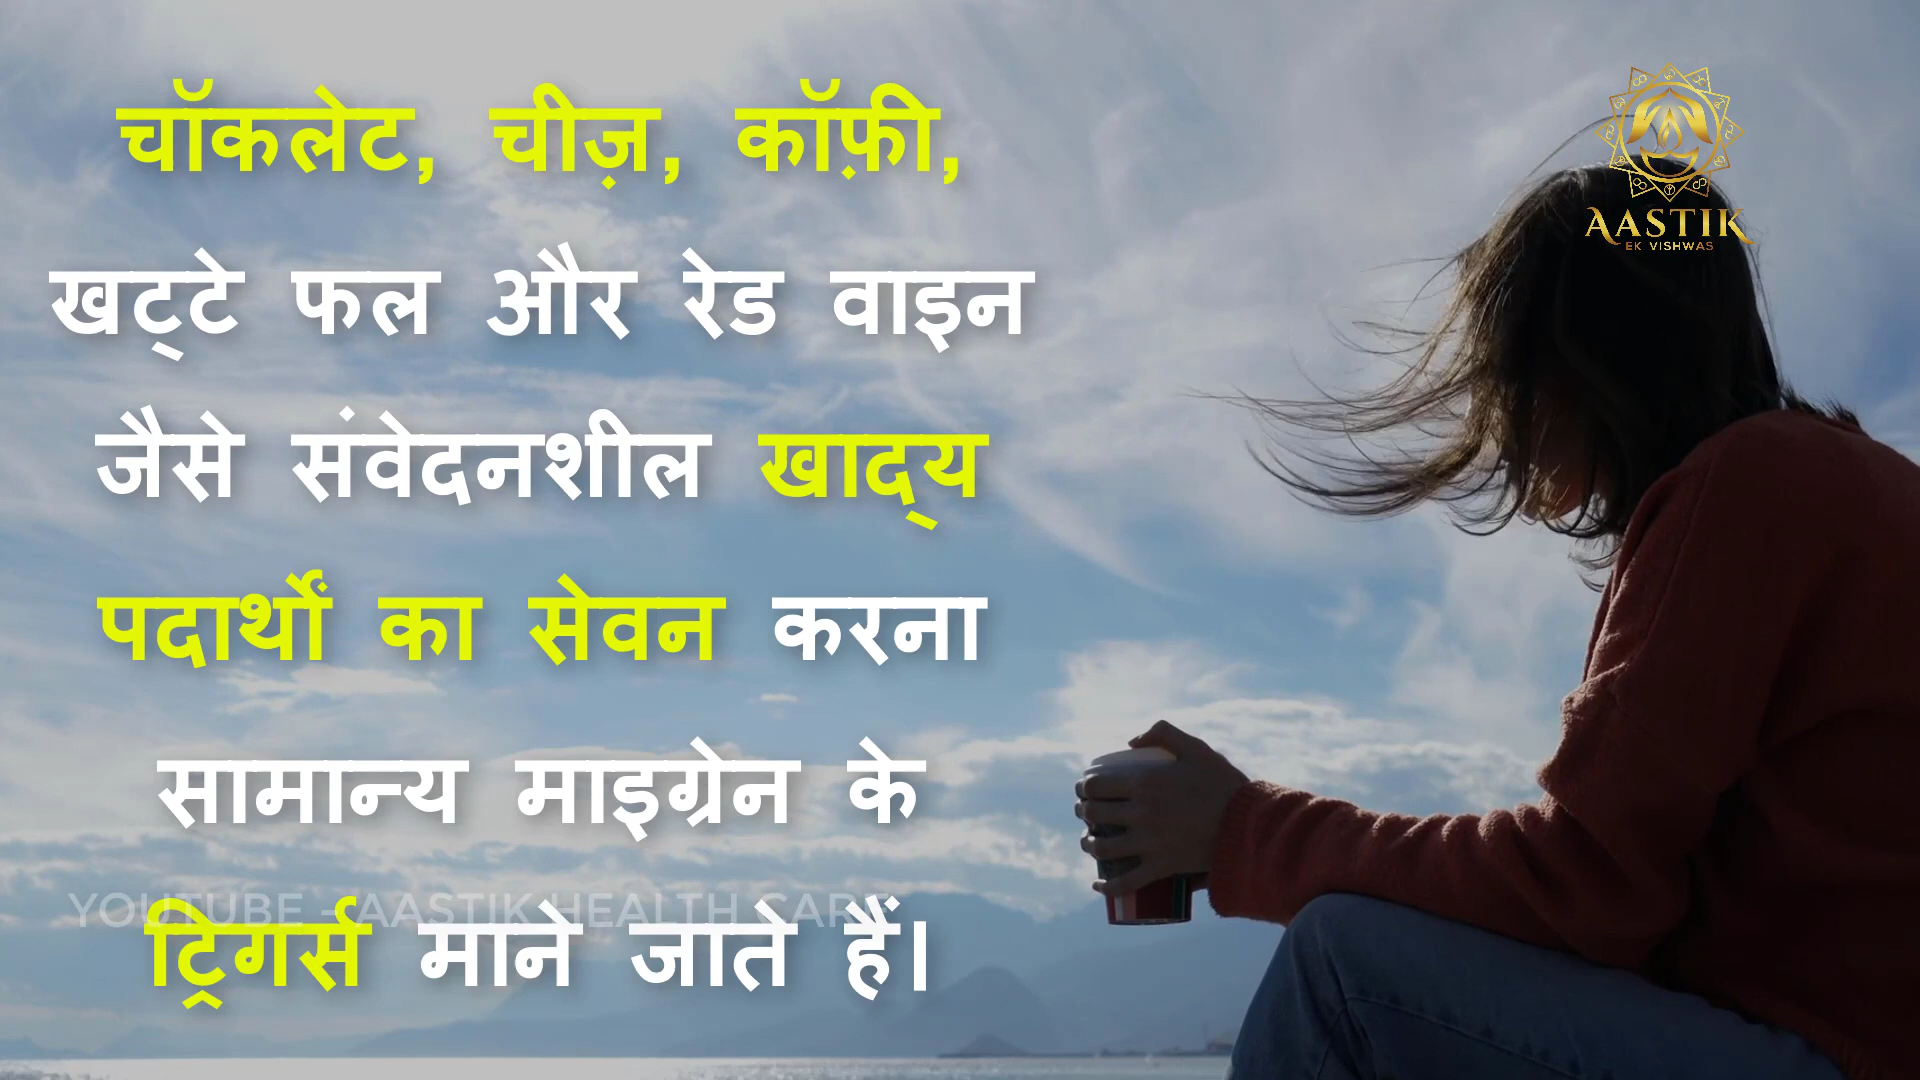 चॉकलेट, चीज़, कॉफ़ी,
खट्टे फल और रेड वाइन
जैसे संवेदनशील खाद्य
पदार्थों का सेवन करना
सामान्य माइग्रेन के
ट्रिगर्स माने जाते हैं।
AASTIK
EK VISHWAS
YOUTUBE - AASTIK HEALTH CARE